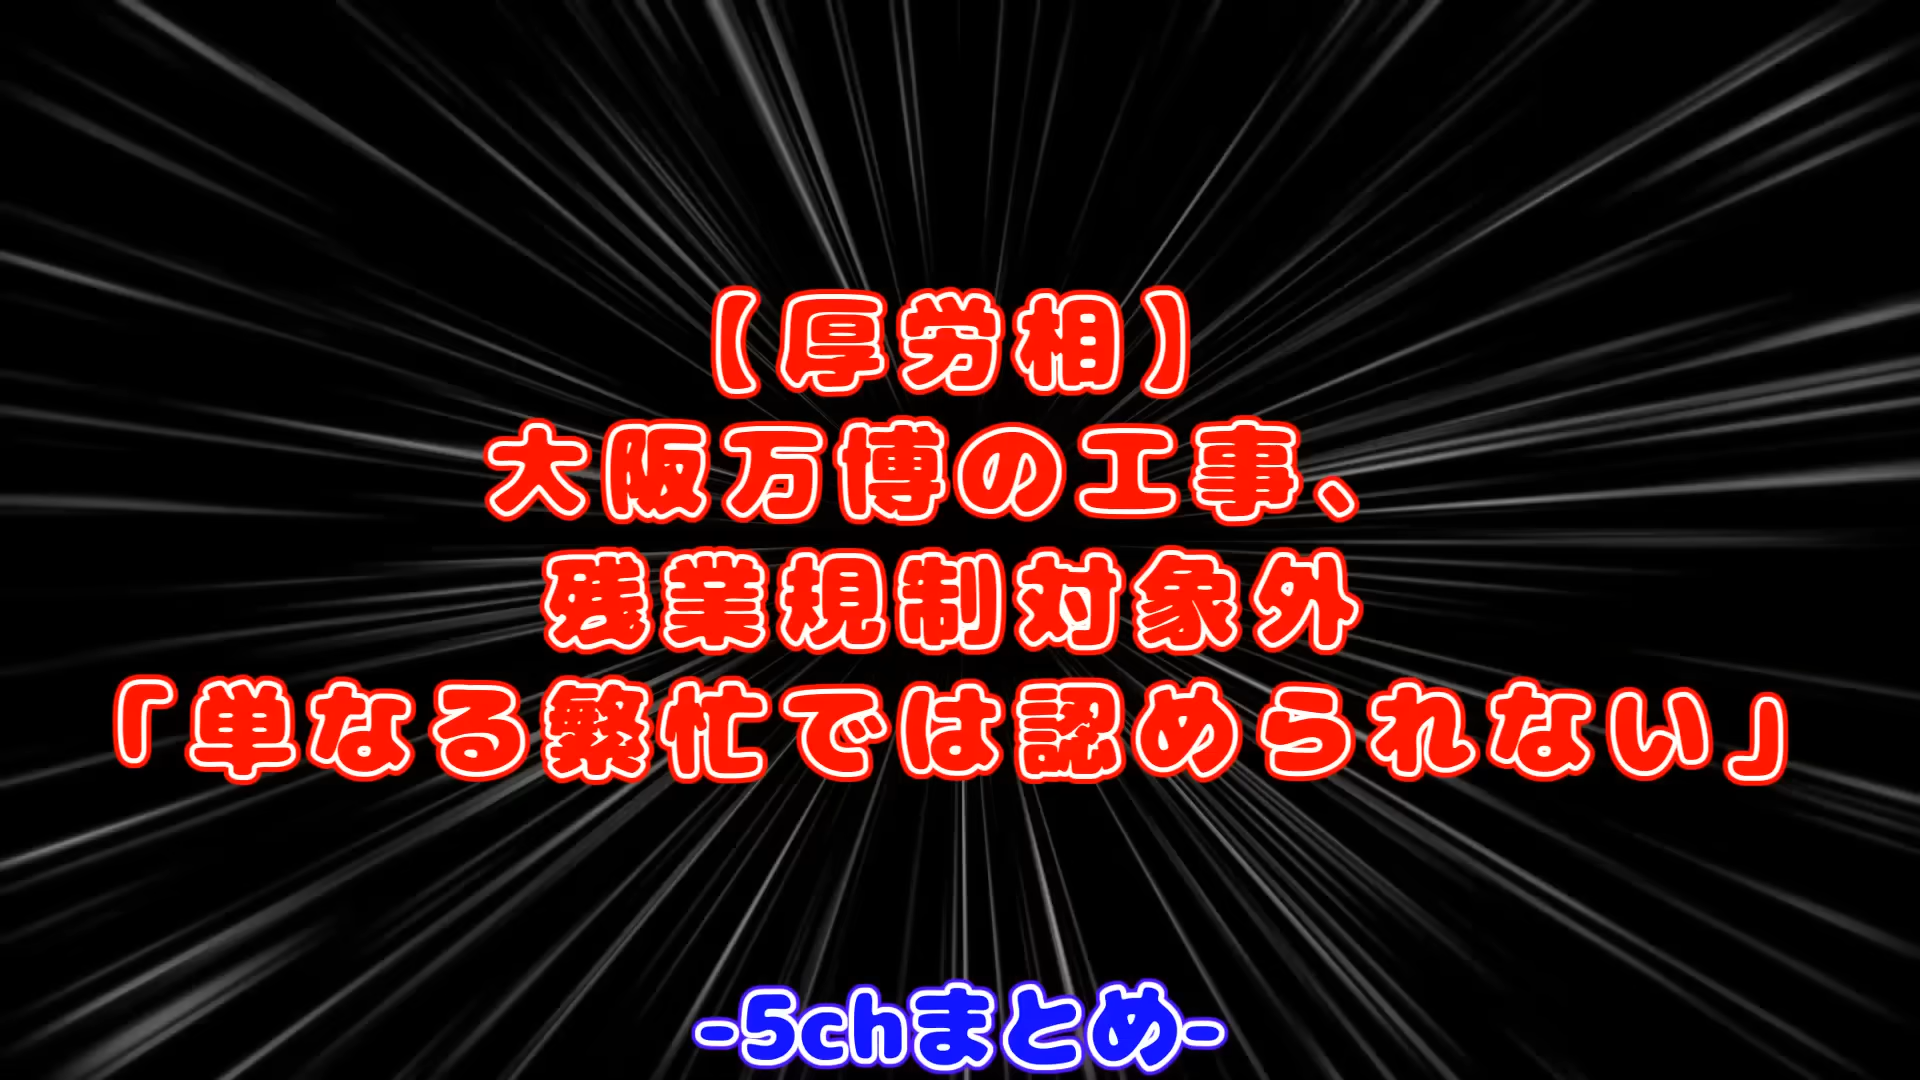 【厚労相】
大阪万博の工事、
残業規制対象外
「単なる繁忙では認められない」
-5chまとめ-